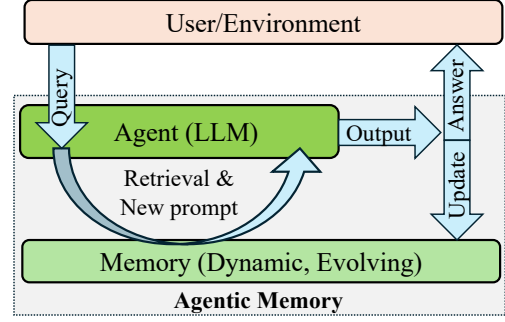 User/Environment
Query
Agent (LLM)
Output
Answer
Update
Retrieval &
New prompt
Memory (Dynamic, Evolving)
Agentic Memory